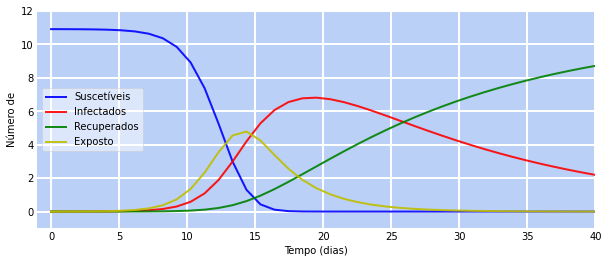 12
10
8
6
4
2
0
Número de
Suscetíveis
Infectados
Recuperados
Exposto
0 5 10 15 20 25 30 35 40
Tempo (dias)